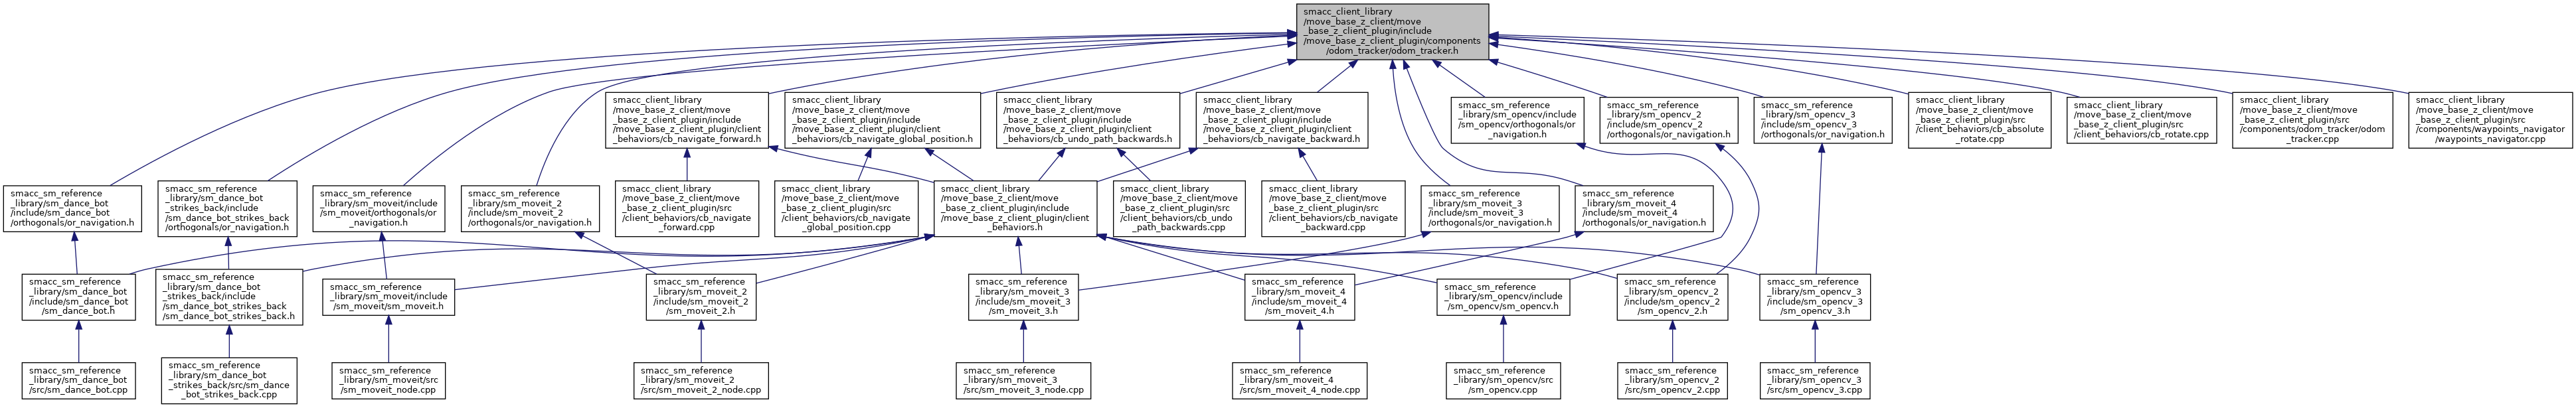 smacc_client_library
/move_base_z_client/move
_base_z_client_plugin/include
/move_base_z_client_plugin/components
/odom_tracker/odom_tracker.h
smacc_client_library
/move_base_z_client/move
_base_z_client_plugin/include
/move_base_z_client_plugin/client
_behaviors/cb_navigate_forward.h
smacc_client_library
/move_base_z_client/move
_base_z_client_plugin/include
/move_base_z_client_plugin/client
_behaviors/cb_navigate_global_position.h
smacc_client_library
/move_base_z_client/move
_base_z_client_plugin/include
/move_base_z_client_plugin/client
_behaviors/cb_undo_path_backwards.h
smacc_client_library
/move_base_z_client/move
_base_z_client_plugin/include
/move_base_z_client_plugin/client
_behaviors/cb_navigate_backward.h
smacc_sm_reference
_library/sm_opencv/include
/sm_opencv/orthogonals/or
_navigation.h
smacc_sm_reference
_library/sm_opencv_2
/include/sm_opencv_2
/orthogonals/or_navigation.h
smacc_sm_reference
_library/sm_opencv_3
/include/sm_opencv_3
/orthogonals/or_navigation.h
smacc_client_library
/move_base_z_client/move
_base_z_client_plugin/src
/client_behaviors/cb_absolute
_rotate.cpp
smacc_client_library
/move_base_z_client/move
_base_z_client_plugin/src
/client_behaviors/cb_rotate.cpp
smacc_client_library
/move_base_z_client/move
_base_z_client_plugin/src
/components/odom_tracker/odom
_tracker.cpp
smacc_client_library
/move_base_z_client/move
_base_z_client_plugin/src
/components/waypoints_navigator
/waypoints_navigator.cpp
smacc_sm_reference
_library/sm_dance_bot
/include/sm_dance_bot
/orthogonals/or_navigation.h
smacc_sm_reference
_library/sm_dance_bot
_strikes_back/include
/sm_dance_bot_strikes_back
/orthogonals/or_navigation.h
smacc_sm_reference
_library/sm_moveit/include
/sm_moveit/orthogonals/or
_navigation.h
smacc_sm_reference
_library/sm_moveit_2
/include/sm_moveit_2
/orthogonals/or_navigation.h
smacc_client_library
/move_base_z_client/move
_base_z_client_plugin/src
/client_behaviors/cb_navigate
_forward.cpp
smacc_client_library
/move_base_z_client/move
_base_z_client_plugin/src
/client_behaviors/cb_navigate
_global_position.cpp
smacc_client_library
/move_base_z_client/move
_base_z_client_plugin/include
/move_base_z_client_plugin/client
_behaviors.h
smacc_client_library
/move_base_z_client/move
_base_z_client_plugin/src
/client_behaviors/cb_undo
_path_backwards.cpp
smacc_client_library
/move_base_z_client/move
_base_z_client_plugin/src
/client_behaviors/cb_navigate
_backward.cpp
smacc_sm_reference
_library/sm_moveit_3
/include/sm_moveit_3
/orthogonals/or_navigation.h
smacc_sm_reference
_library/sm_moveit_4
/include/sm_moveit_4
/orthogonals/or_navigation.h
smacc_sm_reference
_library/sm_dance_bot
/include/sm_dance_bot
/sm_dance_bot.h
smacc_sm_reference
_library/sm_dance_bot
_strikes_back/include
/sm_dance_bot_strikes_back
/sm_dance_bot_strikes_back.h
smacc_sm_reference
_library/sm_moveit/include
/sm_moveit/sm_moveit.h
smacc_sm_reference
_library/sm_moveit_2
/include/sm_moveit_2
/sm_moveit_2.h
smacc_sm_reference
_library/sm_moveit_3
/include/sm_moveit_3
/sm_moveit_3.h
smacc_sm_reference
_library/sm_moveit_4
/include/sm_moveit_4
/sm_moveit_4.h
smacc_sm_reference
_library/sm_opencv/include
/sm_opencv/sm_opencv.h
smacc_sm_reference
_library/sm_opencv_2
/include/sm_opencv_2
/sm_opencv_2.h
smacc_sm_reference
_library/sm_opencv_3
/include/sm_opencv_3
/sm_opencv_3.h
smacc_sm_reference
_library/sm_dance_bot
/src/sm_dance_bot.cpp
smacc_sm_reference
_library/sm_dance_bot
_strikes_back/src/sm_dance
_bot_strikes_back.cpp
smacc_sm_reference
_library/sm_moveit/src
/sm_moveit_node.cpp
smacc_sm_reference
_library/sm_moveit_2
/src/sm_moveit_2_node.cpp
smacc_sm_reference
_library/sm_moveit_3
/src/sm_moveit_3_node.cpp
smacc_sm_reference
_library/sm_moveit_4
/src/sm_moveit_4_node.cpp
smacc_sm_reference
_library/sm_opencv/src
/sm_opencv.cpp
smacc_sm_reference
_library/sm_opencv_2
/src/sm_opencv_2.cpp
smacc_sm_reference
_library/sm_opencv_3
/src/sm_opencv_3.cpp